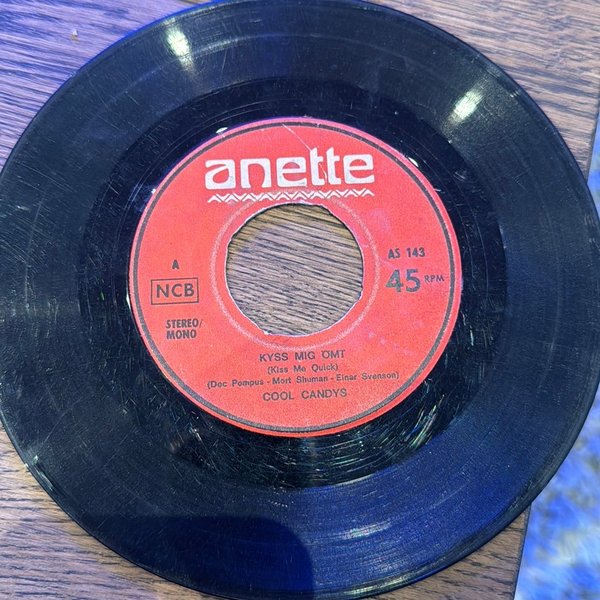 anette
A
NCB
STEREO/
MONO
AS 143
45 RPM
KYSS MIG ÖMT
(Kiss Me Quick)
(Doc Pompus - Mort Shuman - Einar Svenson)
COOL CANDYS